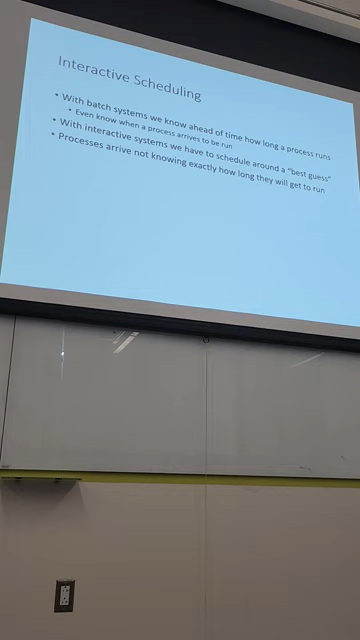 Interactive Scheduling
• With batch systems we know ahead of time how long a process runs
• Even know when a process arrives to be run
• With interactive systems we have to schedule around a "best guess"
• Processes arrive not knowing exactly how long they will get to run